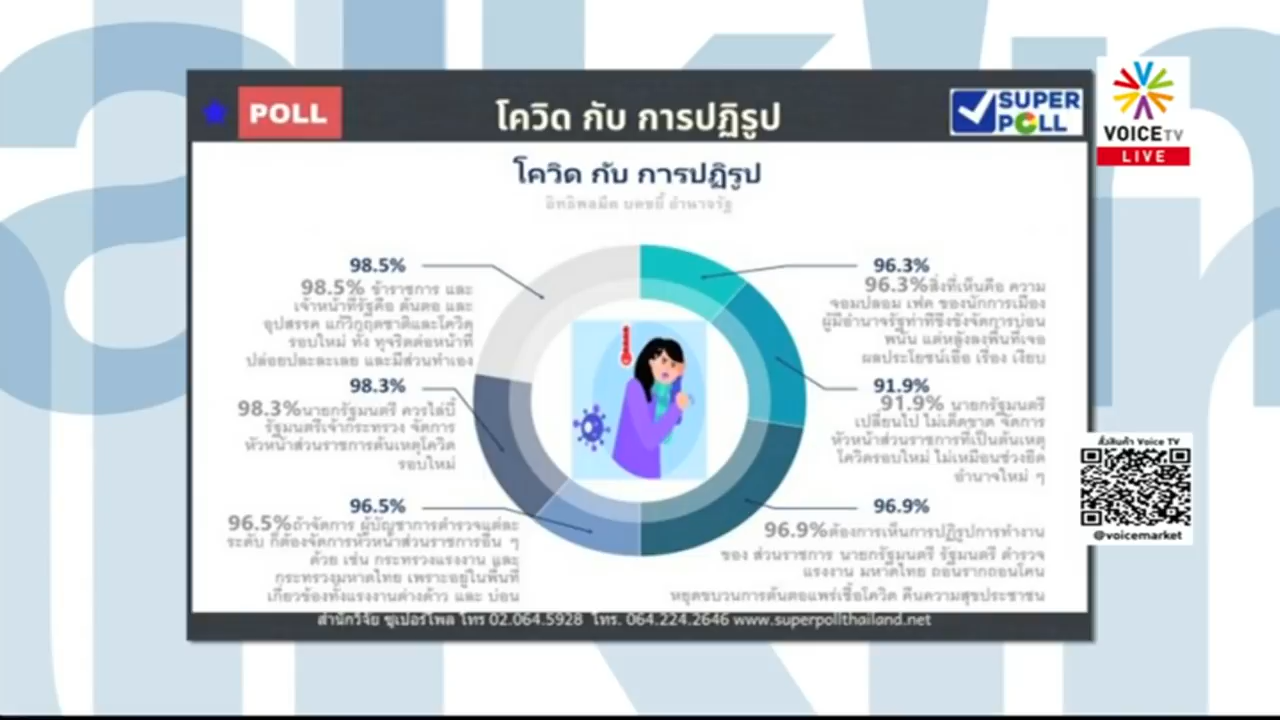 POLL
โควิด กับ การปฏิรูป
SUPER
POLL
VOICETV
LIVE
โควิด กับ การปฏิรูป
อิทธิพลมืด บดขยี้ อำนาจรัฐ
98.5%
98.5% ข้าราชการ และ
เจ้าหน้าที่รัฐคือ ต้นตอ และ
อุปสรรค แก้วิกฤตชาติและโควิด
รอบใหม่ ทั้ง ทุจริตต่อหน้าที่
ปล่อยปละละเลย และมีส่วนทำเอง
98.3%
98.3%นายกรัฐมนตรี ควรไล่บี้
รัฐมนตรีเจ้ากระทรวง จัดการ
หัวหน้าส่วนราชการต้นเหตุโควิด
รอบใหม่
96.5%
96.5%ถ้าจัดการ ผู้บัญชาการตำรวจแต่ละ
ระดับ ก็ต้องจัดการหัวหน้าส่วนราชการอื่น ๆ
ด้วย เช่น กระทรวงแรงงาน และ
กระทรวงมหาดไทย เพราะอยู่ในพื้นที่
เกี่ยวข้องทั้งแรงงานต่างด้าว และ บ่อน
96.3%
96.3%สิ่งที่เห็นคือ ความ
จอมปลอม เฟค ของนักการเมือง
ผู้มีอำนาจรัฐทำทีขึงขังจัดการบ่อน
พนัน แต่หลังลงพื้นที่เจอ
ผลประโยชน์เอื้อ เรื่อง เงียบ
91.9%
91.9% นายกรัฐมนตรี
เปลี่ยนไป ไม่เด็ดขาด จัดการ
หัวหน้าส่วนราชการที่เป็นต้นเหตุ
โควิดรอบใหม่ ไม่เหมือนช่วงยึด
อำนาจใหม่ ๆ
96.9%
96.9%ต้องการเห็นการปฏิรูปการทำงาน
ของ ส่วนราชการ นายกรัฐมนตรี รัฐมนตรี ตำรวจ
แรงงาน มหาดไทย ถอนรากถอนโคน
หยุดขบวนการต้นตอแพร่เชื้อโควิด คืนความสุขประชาชน
สั่งสินค้า Voice TV
@voicemarket
สำนักวิจัย ซูเปอร์โพล โทร 02.064.5928 โทร. 064.224.2646 www.superpollthailand.net